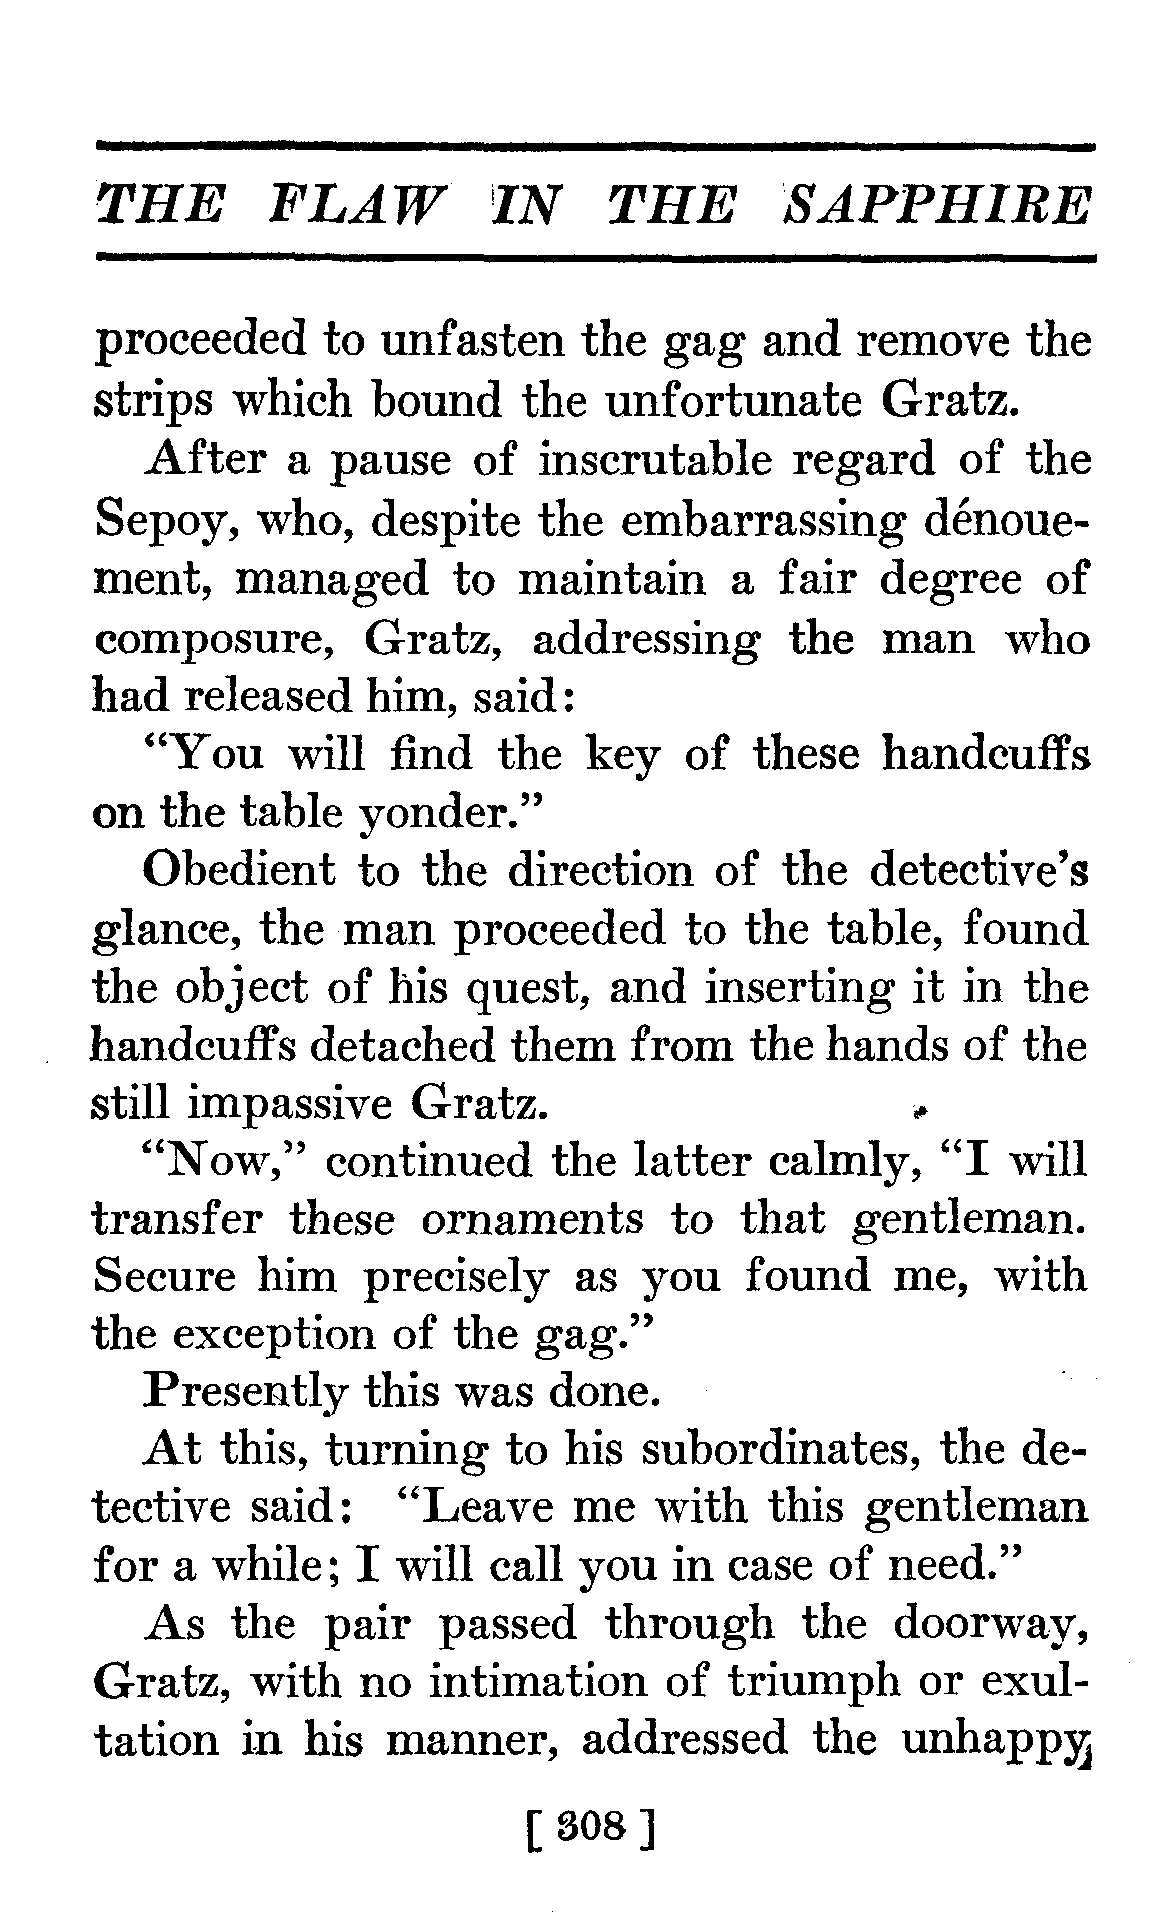 THE FLAW IN THE SAPPHIRE
proceeded to unfasten the gag and remove the
strips which bound the unfortunate Gratz.
After a pause of inscrutable regard of the
Sepoy, who, despite the embarrassing dénoue-
ment, managed to maintain a fair degree of
composure, Gratz, addressing the man who
had released him, said:
“You will find the key of these handcuffs
on the table yonder.”
Obedient to the direction of the detective’s
glance, the man proceeded to the table, found
the object of his quest, and inserting it in the
handcuffs detached them from the hands of the
still impassive Gratz.
“Now,” continued the latter calmly, “I will
transfer these ornaments to that gentleman.
Secure him precisely as you found me, with
the exception of the gag.”
Presently this was done.
At this, turning to his subordinates, the de-
tective said: “Leave me with this gentleman
for a while; I will call you in case of need.”
As the pair passed through the doorway,
Gratz, with no intimation of triumph or exul-
tation in his manner, addressed the unhappy
[ 308 ]